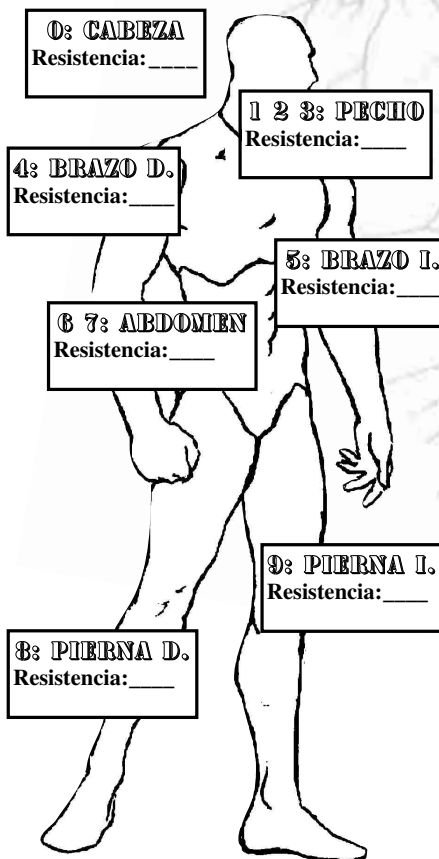 0: CABEZA
Resistencia:____
1 2 3: PECHO
Resistencia:____
4: BRAZO D.
Resistencia:____
5: BRAZO I.
Resistencia:____
6 7: ABDOMEN
Resistencia:____
9: PIERNA I.
Resistencia:____
8: PIERNA D.
Resistencia:____